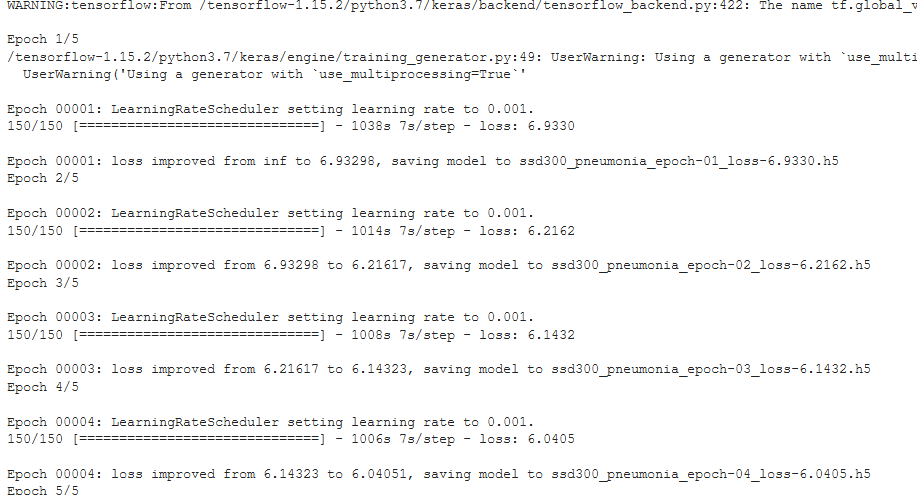 WARNING:tensorflow:From /tensorflow-1.15.2/python3.7/keras/backend/tensorflow_backend.py:422: The name tf.global_v
Epoch 1/5
/tensorflow-1.15.2/python3.7/keras/engine/training_generator.py:49: UserWarning: Using a generator with `use_multi
UserWarning('Using a generator with `use_multiprocessing=True`'
Epoch 00001: LearningRateScheduler setting learning rate to 0.001.
150/150 [==============================] - 1038s 7s/step - loss: 6.9330
Epoch 00001: loss improved from inf to 6.93298, saving model to ssd300_pneumonia_epoch-01_loss-6.9330.h5
Epoch 2/5
Epoch 00002: LearningRateScheduler setting learning rate to 0.001.
150/150 [==============================] - 1014s 7s/step - loss: 6.2162
Epoch 00002: loss improved from 6.93298 to 6.21617, saving model to ssd300_pneumonia_epoch-02_loss-6.2162.h5
Epoch 3/5
Epoch 00003: LearningRateScheduler setting learning rate to 0.001.
150/150 [==============================] - 1008s 7s/step - loss: 6.1432
Epoch 00003: loss improved from 6.21617 to 6.14323, saving model to ssd300_pneumonia_epoch-03_loss-6.1432.h5
Epoch 4/5
Epoch 00004: LearningRateScheduler setting learning rate to 0.001.
150/150 [==============================] - 1006s 7s/step - loss: 6.0405
Epoch 00004: loss improved from 6.14323 to 6.04051, saving model to ssd300_pneumonia_epoch-04_loss-6.0405.h5
Epoch 5/5